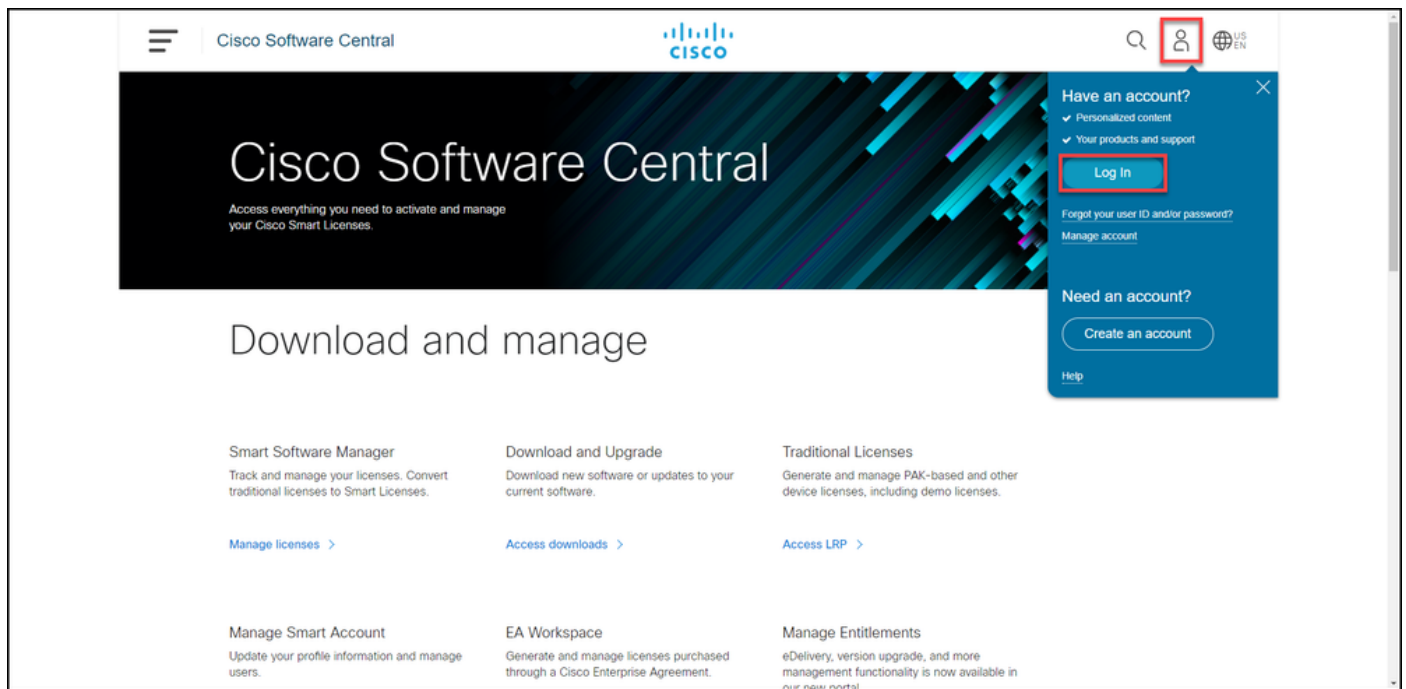 Cisco Software Central
CISCO
US
EN
Have an account?
Personalized content
Your products and support
Log In
Forgot your user ID and/or password?
Manage account
Need an account?
Create an account
Help
Cisco Software Central
Access everything you need to activate and manage
your Cisco Smart Licenses.
Download and manage
Smart Software Manager
Track and manage your licenses. Convert
traditional licenses to Smart Licenses.
Manage licenses
Download and Upgrade
Download new software or updates to your
current software.
Access downloads
Traditional Licenses
Generate and manage PAK-based and other
device licenses, including demo licenses.
Access LRP
Manage Smart Account
Update your profile information and manage
users.
EA Workspace
Generate and manage licenses purchased
through a Cisco Enterprise Agreement.
Manage Entitlements
eDelivery, version upgrade, and more
management functionality is now available in
our new portal